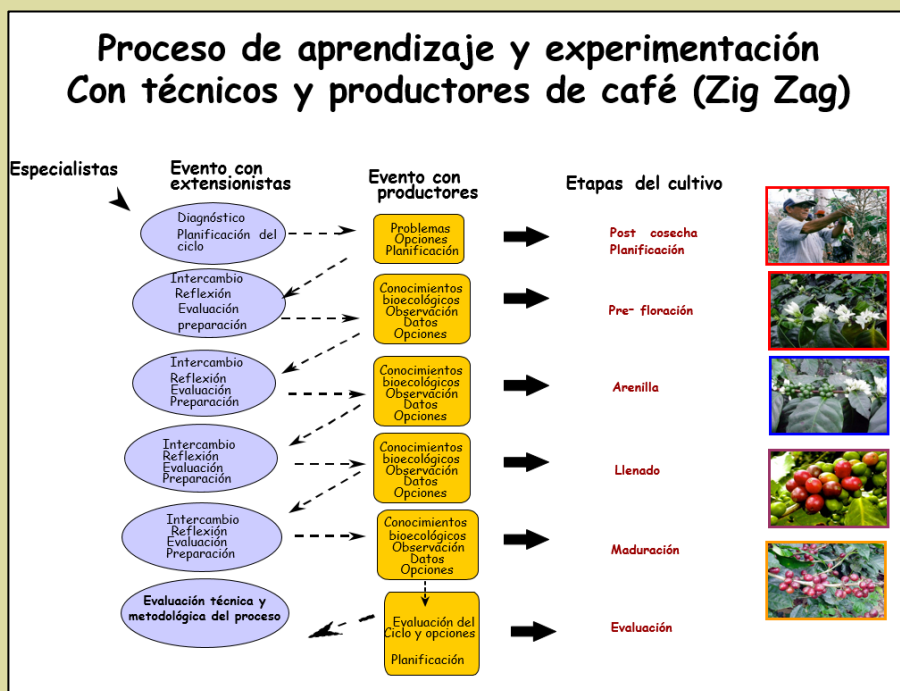 Proceso de aprendizaje y experimentación
Con técnicos y productores de café (Zig Zag)
Especialistas
Evento con
extensionistas
Evento con
productores
Etapas del cultivo
Diagnóstico
Planificación del
ciclo
Problemas
Opciones
Planificación
Post cosecha
Planificación
Intercambio
Reflexión
Evaluación
preparación
Conocimientos
bioecológicos
Observación
Datos
Opciones
Pre- floración
Intercambio
Reflexión
Evaluación
Preparación
Conocimientos
bioecológicos
Observación
Datos
Opciones
Arenilla
Intercambio
Reflexión
Evaluación
Preparación
Conocimientos
bioecológicos
Observación
Datos
Opciones
Llenado
Intercambio
Reflexión
Evaluación
Preparación
Conocimientos
bioecológicos
Observación
Datos
Opciones
Maduración
Evaluación técnica y
metodológica del proceso
Evaluación del
Ciclo y opciones
Planificación
Evaluación